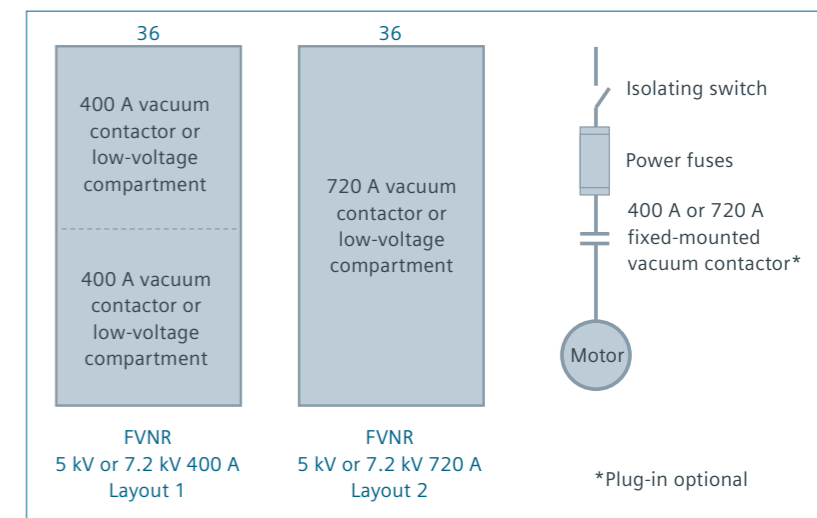 36
400 A vacuum
contactor or
low-voltage
compartment
400 A vacuum
contactor or
low-voltage
compartment
FVNR
5 kV or 7.2 kV 400 A
Layout 1
36
720 A vacuum
contactor or
low-voltage
compartment
FVNR
5 kV or 7.2 kV 720 A
Layout 2
Isolating switch
Power fuses
400 A or 720 A
fixed-mounted
vacuum contactor*
Motor
*Plug-in optional